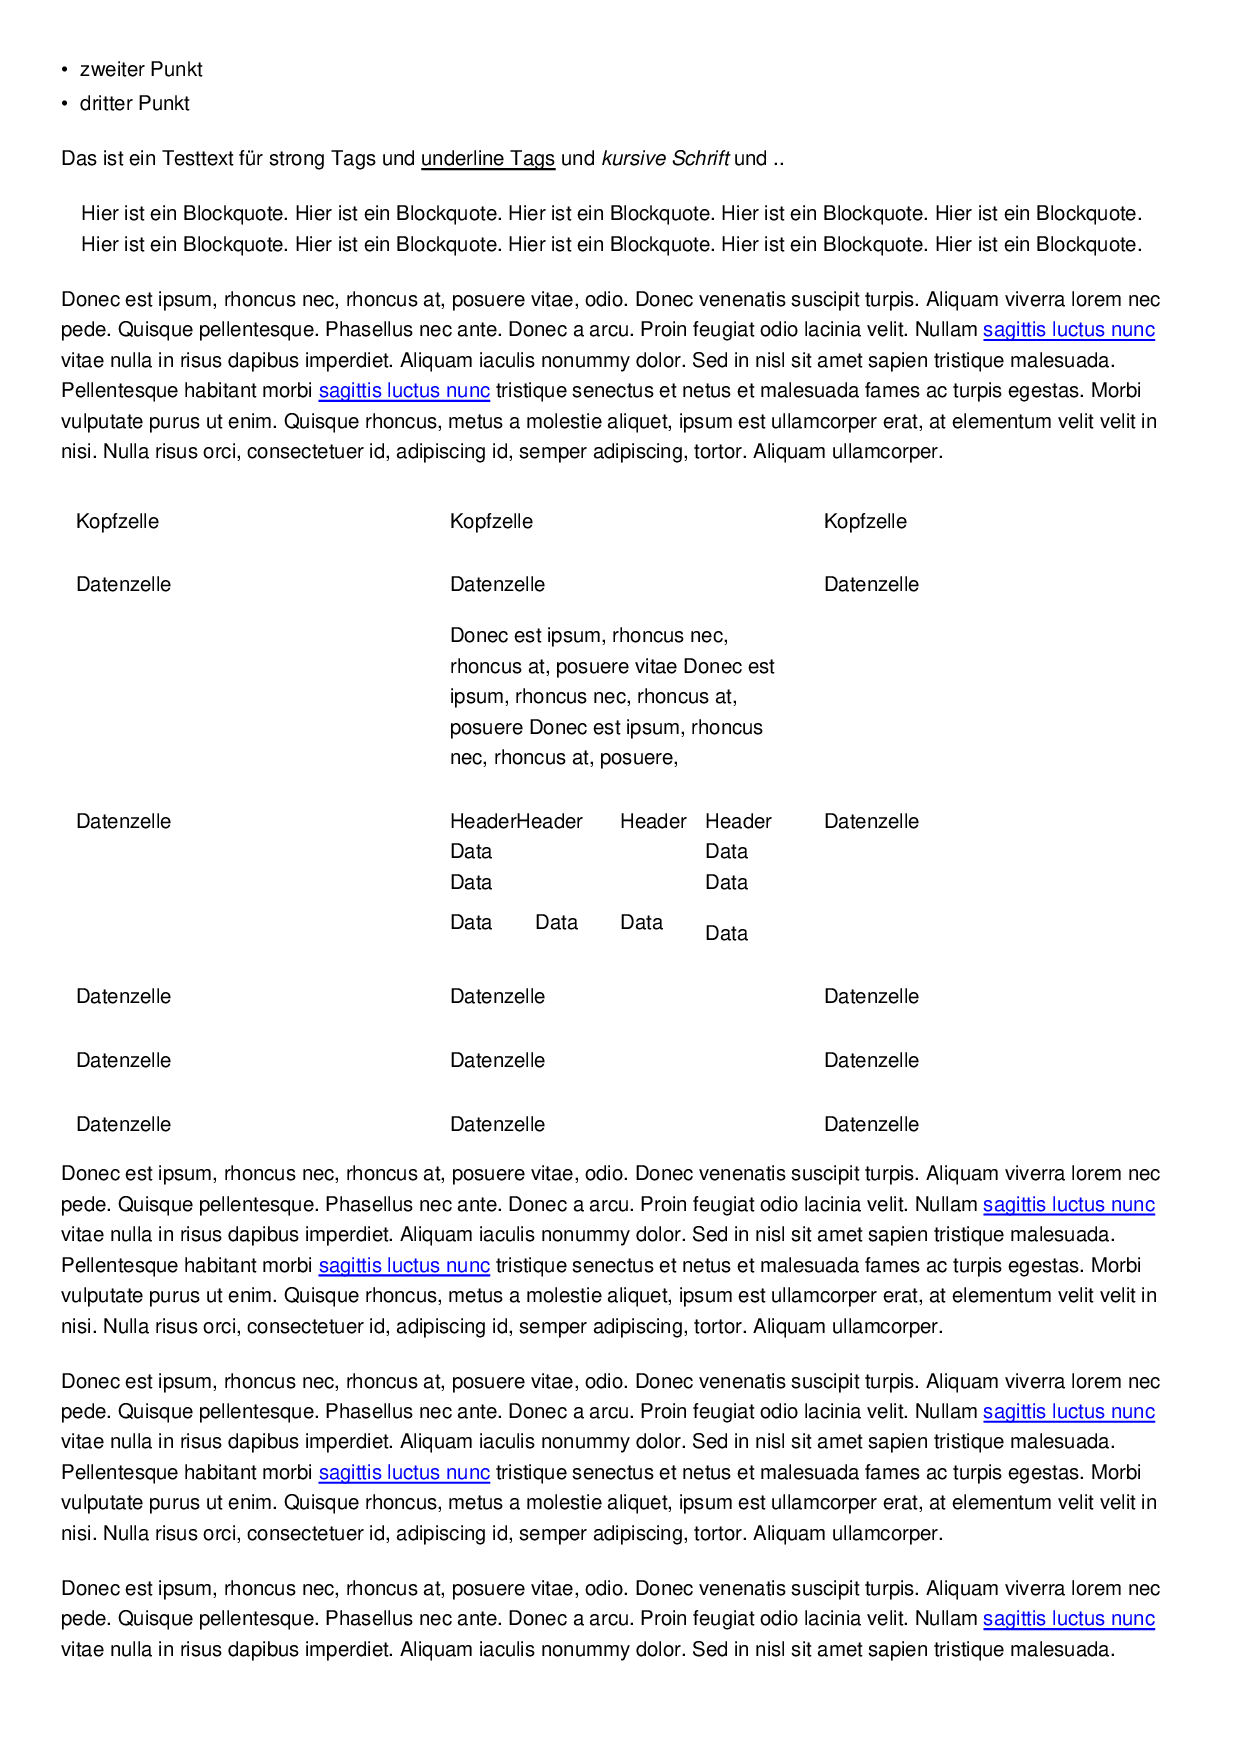 • zweiter Punkt
• dritter Punkt
Das ist ein Testtext für strong Tags und underline Tags und kursive Schrift und ..
Hier ist ein Blockquote. Hier ist ein Blockquote. Hier ist ein Blockquote. Hier ist ein Blockquote. Hier ist ein Blockquote.
Hier ist ein Blockquote. Hier ist ein Blockquote. Hier ist ein Blockquote. Hier ist ein Blockquote. Hier ist ein Blockquote.
Donec est ipsum, rhoncus nec, rhoncus at, posuere vitae, odio. Donec venenatis suscipit turpis. Aliquam viverra lorem nec
pede. Quisque pellentesque. Phasellus nec ante. Donec a arcu. Proin feugiat odio lacinia velit. Nullam sagittis luctus nunc
vitae nulla in risus dapibus imperdiet. Aliquam iaculis nonummy dolor. Sed in nisl sit amet sapien tristique malesuada.
Pellentesque habitant morbi sagittis luctus nunc tristique senectus et netus et malesuada fames ac turpis egestas. Morbi
vulputate purus ut enim. Quisque rhoncus, metus a molestie aliquet, ipsum est ullamcorper erat, at elementum velit velit in
nisi. Nulla risus orci, consectetuer id, adipiscing id, semper adipiscing, tortor. Aliquam ullamcorper.
Kopfzelle Kopfzelle Kopfzelle
Datenzelle Datenzelle Datenzelle
Donec est ipsum, rhoncus nec,
rhoncus at, posuere vitae Donec est
ipsum, rhoncus nec, rhoncus at,
posuere Donec est ipsum, rhoncus
nec, rhoncus at, posuere,
Datenzelle HeaderHeader Header Header Datenzelle
Data Data
Data Data
Data Data Data Data
Datenzelle Datenzelle Datenzelle
Datenzelle Datenzelle Datenzelle
Datenzelle Datenzelle Datenzelle
Donec est ipsum, rhoncus nec, rhoncus at, posuere vitae, odio. Donec venenatis suscipit turpis. Aliquam viverra lorem nec
pede. Quisque pellentesque. Phasellus nec ante. Donec a arcu. Proin feugiat odio lacinia velit. Nullam sagittis luctus nunc
vitae nulla in risus dapibus imperdiet. Aliquam iaculis nonummy dolor. Sed in nisl sit amet sapien tristique malesuada.
Pellentesque habitant morbi sagittis luctus nunc tristique senectus et netus et malesuada fames ac turpis egestas. Morbi
vulputate purus ut enim. Quisque rhoncus, metus a molestie aliquet, ipsum est ullamcorper erat, at elementum velit velit in
nisi. Nulla risus orci, consectetuer id, adipiscing id, semper adipiscing, tortor. Aliquam ullamcorper.
Donec est ipsum, rhoncus nec, rhoncus at, posuere vitae, odio. Donec venenatis suscipit turpis. Aliquam viverra lorem nec
pede. Quisque pellentesque. Phasellus nec ante. Donec a arcu. Proin feugiat odio lacinia velit. Nullam sagittis luctus nunc
vitae nulla in risus dapibus imperdiet. Aliquam iaculis nonummy dolor. Sed in nisl sit amet sapien tristique malesuada.
Pellentesque habitant morbi sagittis luctus nunc tristique senectus et netus et malesuada fames ac turpis egestas. Morbi
vulputate purus ut enim. Quisque rhoncus, metus a molestie aliquet, ipsum est ullamcorper erat, at elementum velit velit in
nisi. Nulla risus orci, consectetuer id, adipiscing id, semper adipiscing, tortor. Aliquam ullamcorper.
Donec est ipsum, rhoncus nec, rhoncus at, posuere vitae, odio. Donec venenatis suscipit turpis. Aliquam viverra lorem nec
pede. Quisque pellentesque. Phasellus nec ante. Donec a arcu. Proin feugiat odio lacinia velit. Nullam sagittis luctus nunc
vitae nulla in risus dapibus imperdiet. Aliquam iaculis nonummy dolor. Sed in nisl sit amet sapien tristique malesuada.